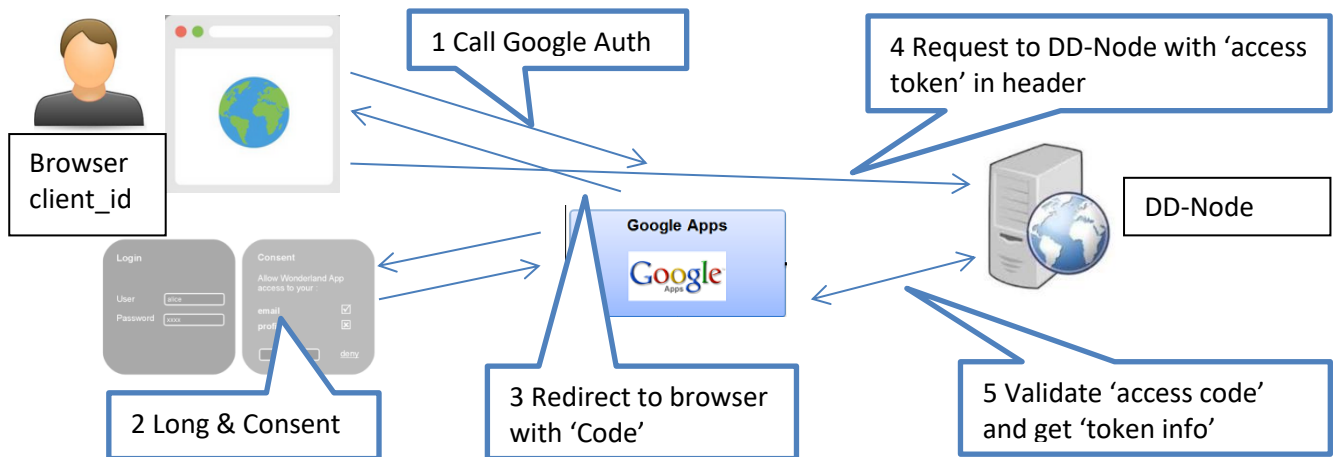 1 Call Google Auth
4 Request to DD-Node with ‘access
token’ in header
Browser
client_id
DD-Node
Google Apps
Google
Apps
Login
User
alice
Password
xxxx
Consent
Allow Wonderland App
access to your :
email
deny
2 Long & Consent
3 Redirect to browser
with ‘Code’
5 Validate ‘access code’
and get ‘token info’